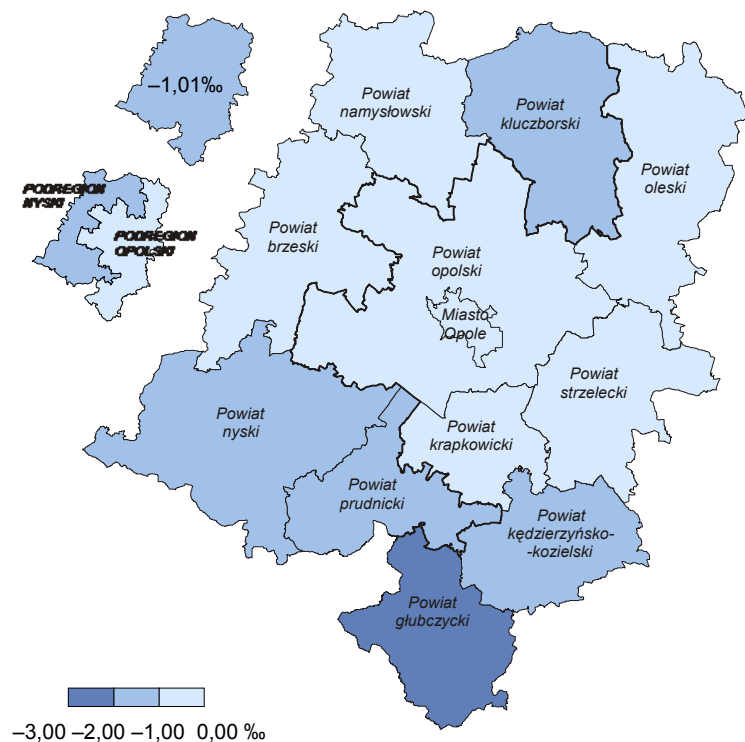 –1,01‰
Powiat
namysłowski
Powiat
kluczborski
Powiat
oleski
PODREGION
NYSKI
PODREGION
OPOLSKI
Powiat
brzeski
Powiat
opolski
Miasto
Opole
Powiat
strzelecki
Powiat
nyski
Powiat
krapkowicki
Powiat
prudnicki
Powiat
kędzierzyńsko-
-kozielski
Powiat
głubczycki
–3,00 –2,00 –1,00 0,00 ‰